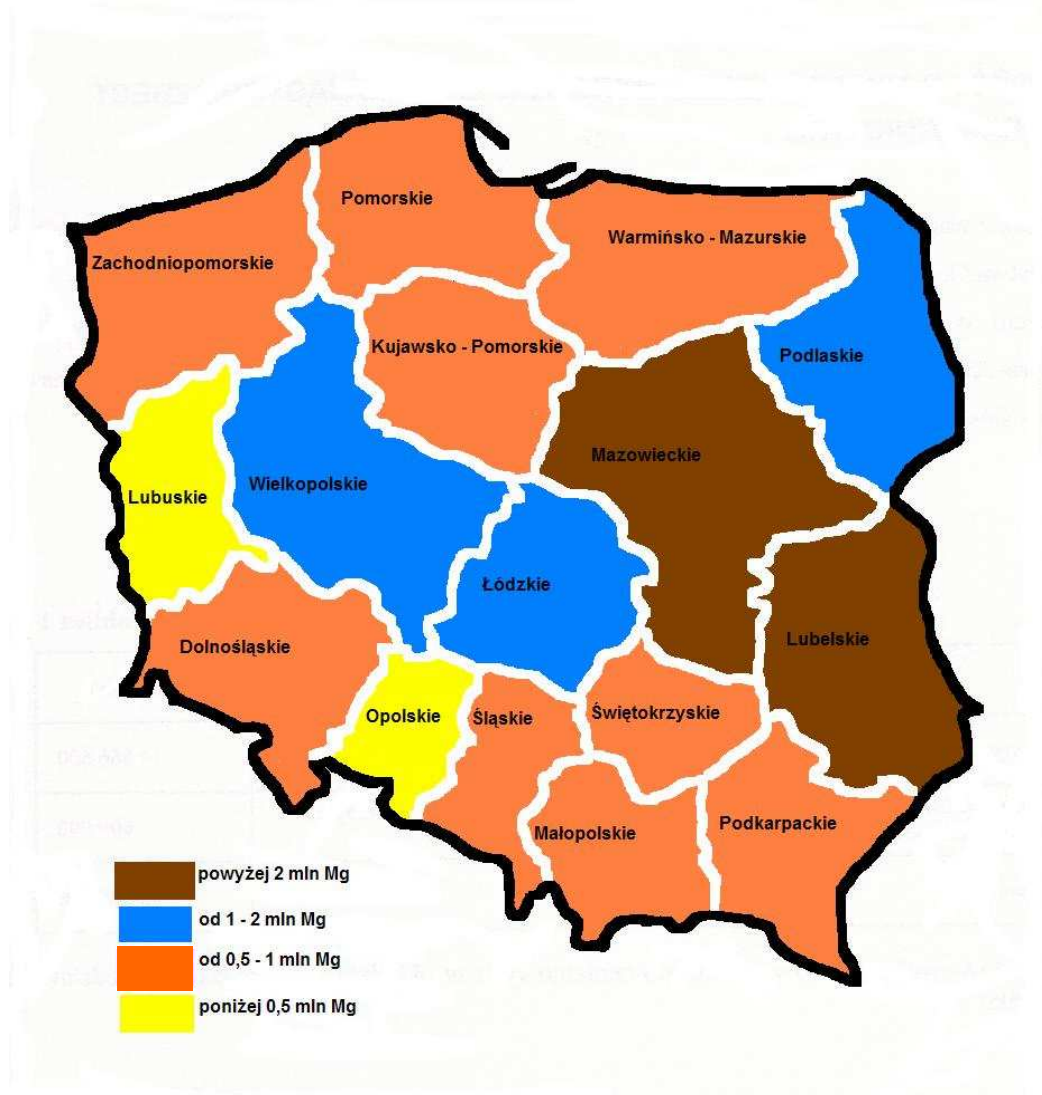 Pomorskie
Warmińsko - Mazurskie
Zachodniopomorskie
Kujawsko - Pomorskie
Podlaskie
Mazowieckie
Wielkopolskie
Lubuskie
Łódzkie
Lubelskie
Dolnośląskie
Opolskie
Śląskie
Świętokrzyskie
Małopolskie
Podkarpackie
powyżej 2 mln Mg
od 1 - 2 mln Mg
od 0,5 - 1 mln Mg
poniżej 0,5 mln Mg